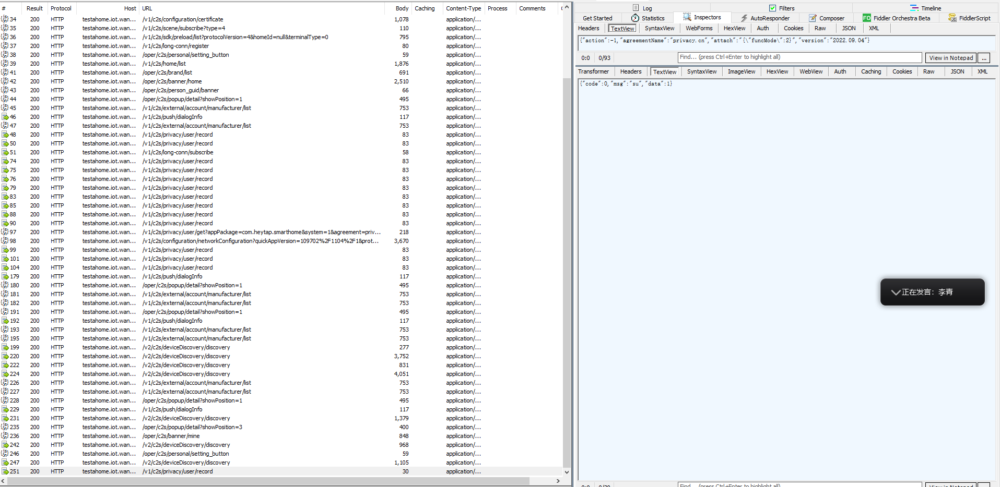 # Result Protocol Host URL Body Caching Content-Type Process Comments
34 200 HTTP testahome.iot.wan... /v1/c2s/configuration/certificate 1,078 application/...
35 200 HTTP testahome.iot.wan... /v1/c2s/scene/subscribe?type=4 110 application/...
36 200 HTTP testahome.iot.wan... /v1/c2s/sdk/preload/list?protocolVersion=4&homeId=null&terminalType=0 795 application/...
37 200 HTTP testahome.iot.wan... /v1/c2s/long-conn/register 80 application/...
38 200 HTTP testahome.iot.wan... /oper/c2s/personal/setting_button 59 application/...
39 200 HTTP testahome.iot.wan... /v1/c2s/home/list 1,876 application/...
41 200 HTTP testahome.iot.wan... /oper/c2s/brand/list 691 application/...
42 200 HTTP testahome.iot.wan... /oper/c2s/banner/home 2,510 application/...
43 200 HTTP testahome.iot.wan... /oper/c2s/person_guid/banner 66 application/...
44 200 HTTP testahome.iot.wan... /oper/c2s/popup/detail?showPosition=1 495 application/...
45 200 HTTP testahome.iot.wan... /v1/c2s/external/account/manufacturer/list 753 application/...
46 200 HTTP testahome.iot.wan... /v1/c2s/push/dialogInfo 117 application/...
47 200 HTTP testahome.iot.wan... /v1/c2s/external/account/manufacturer/list 753 application/...
48 200 HTTP testahome.iot.wan... /v1/c2s/privacy/user/record 83 application/...
50 200 HTTP testahome.iot.wan... /v1/c2s/privacy/user/record 83 application/...
51 200 HTTP testahome.iot.wan... /v1/c2s/long-conn/subscribe 58 application/...
74 200 HTTP testahome.iot.wan... /v1/c2s/privacy/user/record 83 application/...
75 200 HTTP testahome.iot.wan... /v1/c2s/privacy/user/record 83 application/...
76 200 HTTP testahome.iot.wan... /v1/c2s/privacy/user/record 83 application/...
79 200 HTTP testahome.iot.wan... /v1/c2s/privacy/user/record 83 application/...
83 200 HTTP testahome.iot.wan... /v1/c2s/privacy/user/record 83 application/...
85 200 HTTP testahome.iot.wan... /v1/c2s/privacy/user/record 83 application/...
88 200 HTTP testahome.iot.wan... /v1/c2s/privacy/user/record 83 application/...
90 200 HTTP testahome.iot.wan... /v1/c2s/privacy/user/record 83 application/...
97 200 HTTP testahome.iot.wan... /v1/c2s/privacy/user/get?appPackage=com.heytap.smarthome&system=1&agreement=priv... 218 application/...
98 200 HTTP testahome.iot.wan... /v1/c2s/configuration/networkConfiguration?quickAppVersion=109702%2F1104%2F1&prot... 3,670 application/...
99 200 HTTP testahome.iot.wan... /v1/c2s/privacy/user/record 83 application/...
101 200 HTTP testahome.iot.wan... /v1/c2s/privacy/user/record 83 application/...
104 200 HTTP testahome.iot.wan... /v1/c2s/privacy/user/record 83 application/...
179 200 HTTP testahome.iot.wan... /v1/c2s/push/dialogInfo 117 application/...
180 200 HTTP testahome.iot.wan... /oper/c2s/popup/detail?showPosition=1 495 application/...
181 200 HTTP testahome.iot.wan... /v1/c2s/external/account/manufacturer/list 753 application/...
182 200 HTTP testahome.iot.wan... /v1/c2s/external/account/manufacturer/list 753 application/...
191 200 HTTP testahome.iot.wan... /oper/c2s/popup/detail?showPosition=1 495 application/...
192 200 HTTP testahome.iot.wan... /v1/c2s/push/dialogInfo 117 application/...
193 200 HTTP testahome.iot.wan... /v1/c2s/external/account/manufacturer/list 753 application/...
195 200 HTTP testahome.iot.wan... /v1/c2s/external/account/manufacturer/list 753 application/...
199 200 HTTP testahome.iot.wan... /v2/c2s/deviceDiscovery/discovery 277 application/...
220 200 HTTP testahome.iot.wan... /v2/c2s/deviceDiscovery/discovery 3,752 application/...
222 200 HTTP testahome.iot.wan... /v2/c2s/deviceDiscovery/discovery 831 application/...
224 200 HTTP testahome.iot.wan... /v2/c2s/deviceDiscovery/discovery 4,051 application/...
226 200 HTTP testahome.iot.wan... /v1/c2s/external/account/manufacturer/list 753 application/...
227 200 HTTP testahome.iot.wan... /v1/c2s/external/account/manufacturer/list 753 application/...
228 200 HTTP testahome.iot.wan... /oper/c2s/popup/detail?showPosition=1 495 application/...
229 200 HTTP testahome.iot.wan... /v1/c2s/push/dialogInfo 117 application/...
231 200 HTTP testahome.iot.wan... /v2/c2s/deviceDiscovery/discovery 1,379 application/...
235 200 HTTP testahome.iot.wan... /oper/c2s/popup/detail?showPosition=3 400 application/...
236 200 HTTP testahome.iot.wan... /oper/c2s/banner/mine 848 application/...
242 200 HTTP testahome.iot.wan... /v2/c2s/deviceDiscovery/discovery 968 application/...
246 200 HTTP testahome.iot.wan... /oper/c2s/personal/setting_button 59 application/...
247 200 HTTP testahome.iot.wan... /v2/c2s/deviceDiscovery/discovery 1,105 application/...
251 200 HTTP testahome.iot.wan... /v1/c2s/privacy/user/record 30 application/...
Log Filters Timeline
Get Started Statistics Inspectors AutoResponder Composer FO Fiddler Orchestra Beta FiddlerScript
Headers TextView SyntaxView WebForms HexView Auth Cookies Raw JSON XML
{"action":-1,"agreementName":"privacy.cn","attach":"{\"funcMode\":2}","version":"2022.09.04"}
0:0 0/93 Find... (press Ctrl+Enter to highlight all) View in Notepad ...
Transformer Headers TextView SyntaxView ImageView HexView WebView Auth Caching Cookies Raw JSON XML
{"code":0,"msg":"su","data":1}
正在发言：李青
0:0 0/30 Find... (press Ctrl+Enter to highlight all) View in Notepad ...